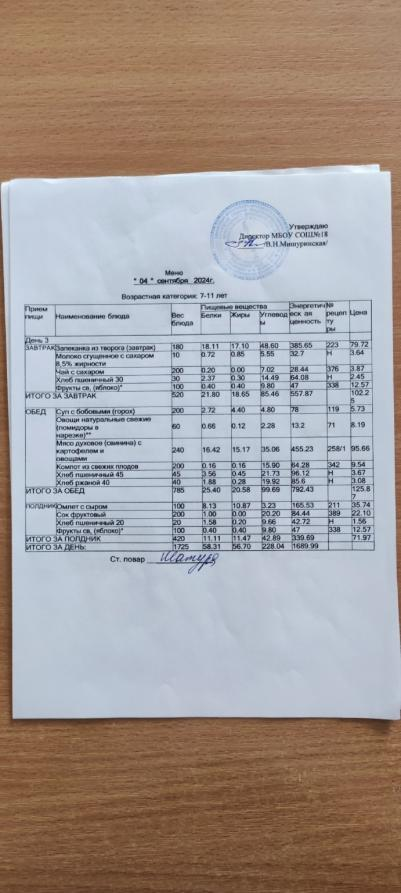 Утверждаю
Директор МБОУ СОШ№18
/В.Н.Мишуринская/
Меню
" 04 " сентября 2024г.
Возрастная категория: 7-11 лет
Прием пищи Наименование блюда Вес блюда Пищевые вещества Энергетическ ая ценность № рецептуры Цена
Белки Жиры Углеводы
День 3
ЗАВТРАК Запеканка из творога (завтрак) 180 18.11 17.10 48.60 385.65 223 79.72
Молоко сгущенное с сахаром 8,5% жирности 10 0.72 0.85 5.55 32.7 Н 3.64
Чай с сахаром 200 0.20 0.00 7.02 28.44 376 3.87
Хлеб пшеничный 30 30 2.37 0.30 14.49 64.08 Н 2.45
Фрукты св, (яблоко)* 100 0.40 0.40 9.80 47 338 12.57
ИТОГО ЗА ЗАВТРАК 520 21.80 18.65 85.46 557.87 102.25
ОБЕД Суп с бобовыми (горох) 200 2.72 4.40 4.80 78 119 5.73
Овощи натуральные свежие (помидоры в нарезке)** 60 0.66 0.12 2.28 13.2 71 8.19
Мясо духовое (свинина) с картофелем и овощами 240 16.42 15.17 35.06 455.23 258/1 95.66
Компот из свежих плодов 200 0.16 0.16 15.90 64.28 342 9.54
Хлеб пшеничный 45 45 3.56 0.45 21.73 96.12 Н 3.67
Хлеб ржаной 40 40 1.88 0.28 19.92 85.6 Н 3.08
ИТОГО ЗА ОБЕД 785 25.40 20.58 99.69 792.43 125.87
ПОЛДНИК Омлет с сыром 100 8.13 10.87 3.23 165.53 211 35.74
Сок фруктовый 200 1.00 0.00 20.20 84.44 389 22.10
Хлеб пшеничный 20 20 1.58 0.20 9.66 42.72 Н 1.56
Фрукты св, (яблоко)* 100 0.40 0.40 9.80 47 338 12.57
ИТОГО ЗА ПОЛДНИК 420 11.11 11.47 42.89 339.69 71.97
ИТОГО ЗА ДЕНЬ: 1725 58.31 56.70 228.04 1689.99
Ст. повар